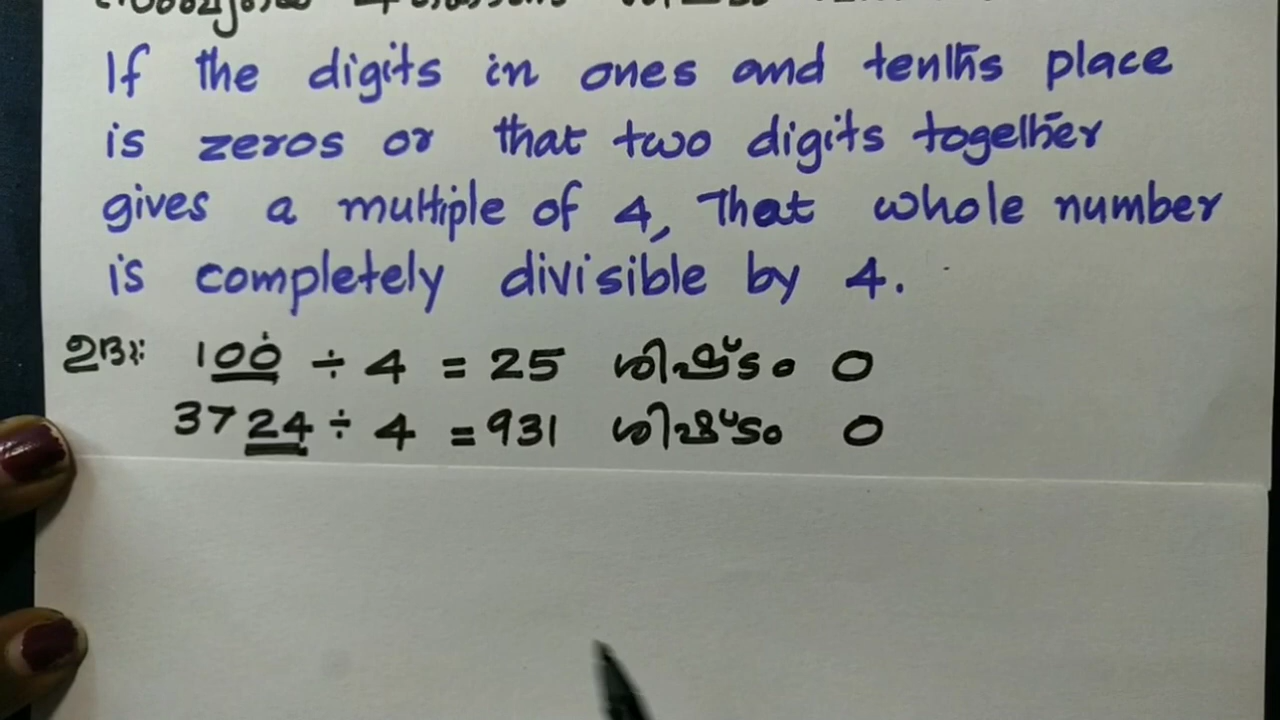 If the digits in ones and tenths place
is zeros or that two digits together
gives a multiple of 4, That whole number
is completely divisible by 4.
ഉദാ: 100 ÷ 4 = 25 ശിഷ്ടം 0
3724 ÷ 4 = 931 ശിഷ്ടം 0